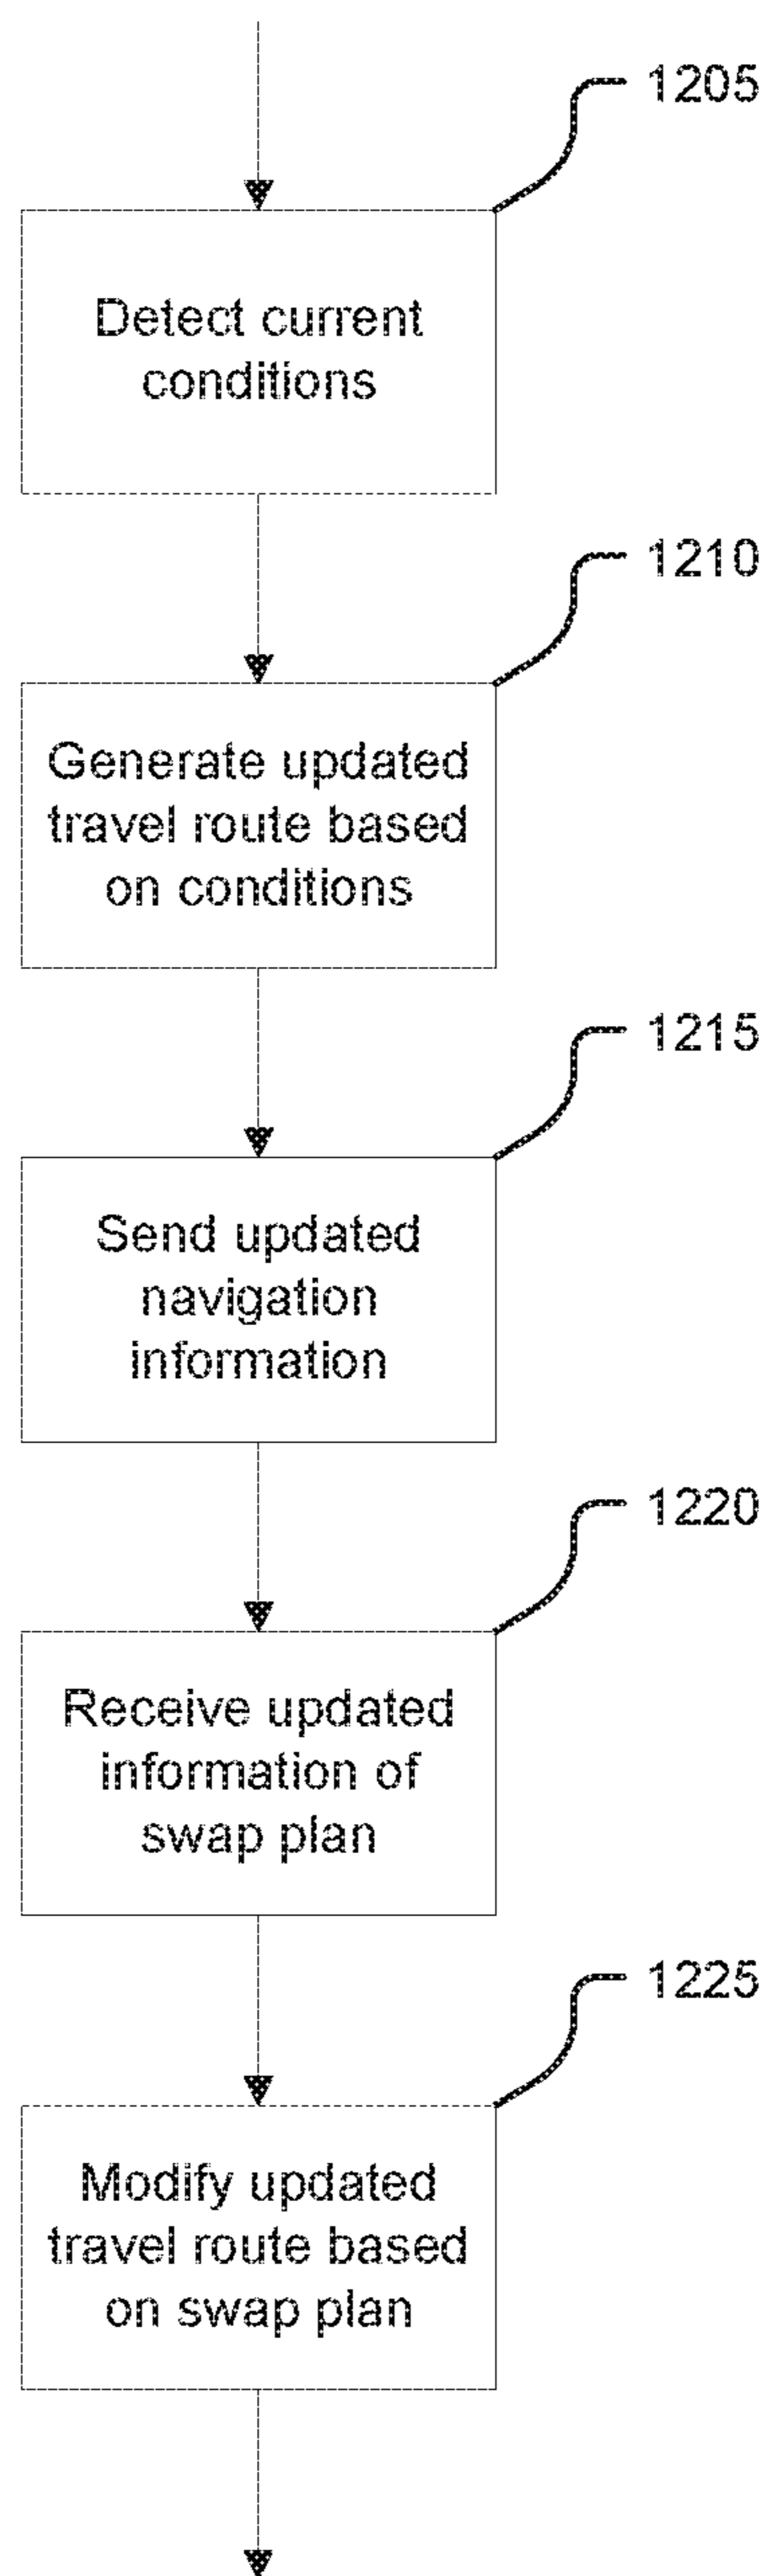 1205
Detect current
conditions
1210
Generate updated
travel route based
on conditions
1215
Send updated
navigation
information
1220
Receive updated
information of
swap plan
1225
Modify updated
travel route based
on swap plan